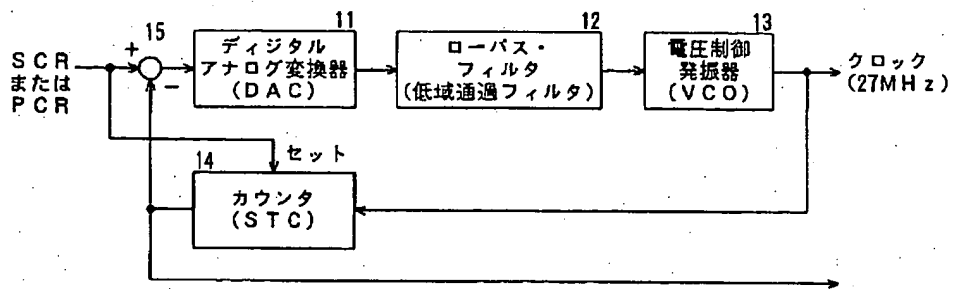 11
12
13
15
ディジタル
アナログ変換器
(DAC)
ローパス・
フィルタ
(低域通過フィルタ)
電圧制御
発振器
(VCO)
SCR
または
PCR
+
−
クロック
(27MHz)
セット
14
カウンタ
(STC)